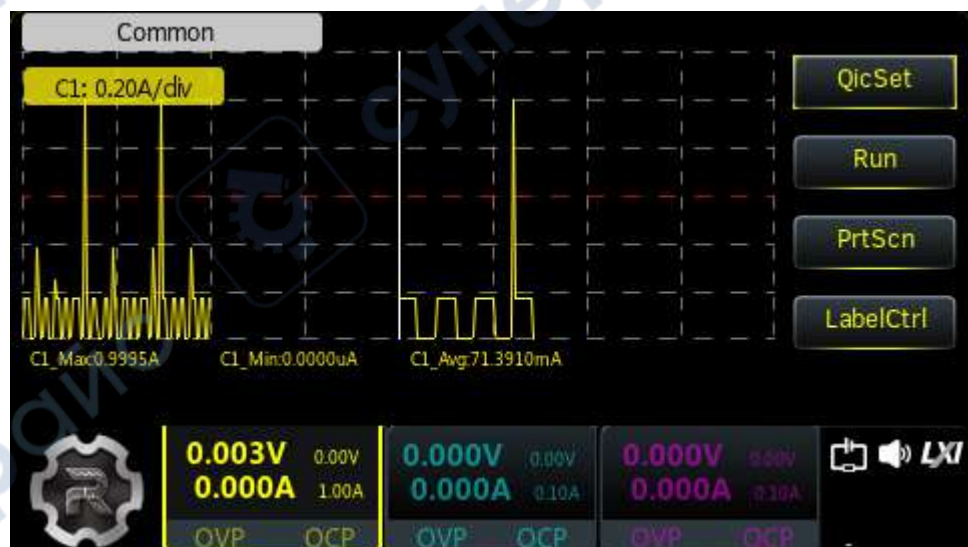 Common
C1: 0.20A/div
QicSet
Run
PrtScn
LabelCtrl
C1_Max:0.9995A C1_Min:0.0000uA C1_Avg:71.3910mA
0.003V 0.00V 0.000V 0.00V 0.000V 0.00V
0.000A 1.00A 0.000A 0.10A 0.000A 0.10A
OVP OCP OVP OCP OVP OCP
LXI
супер